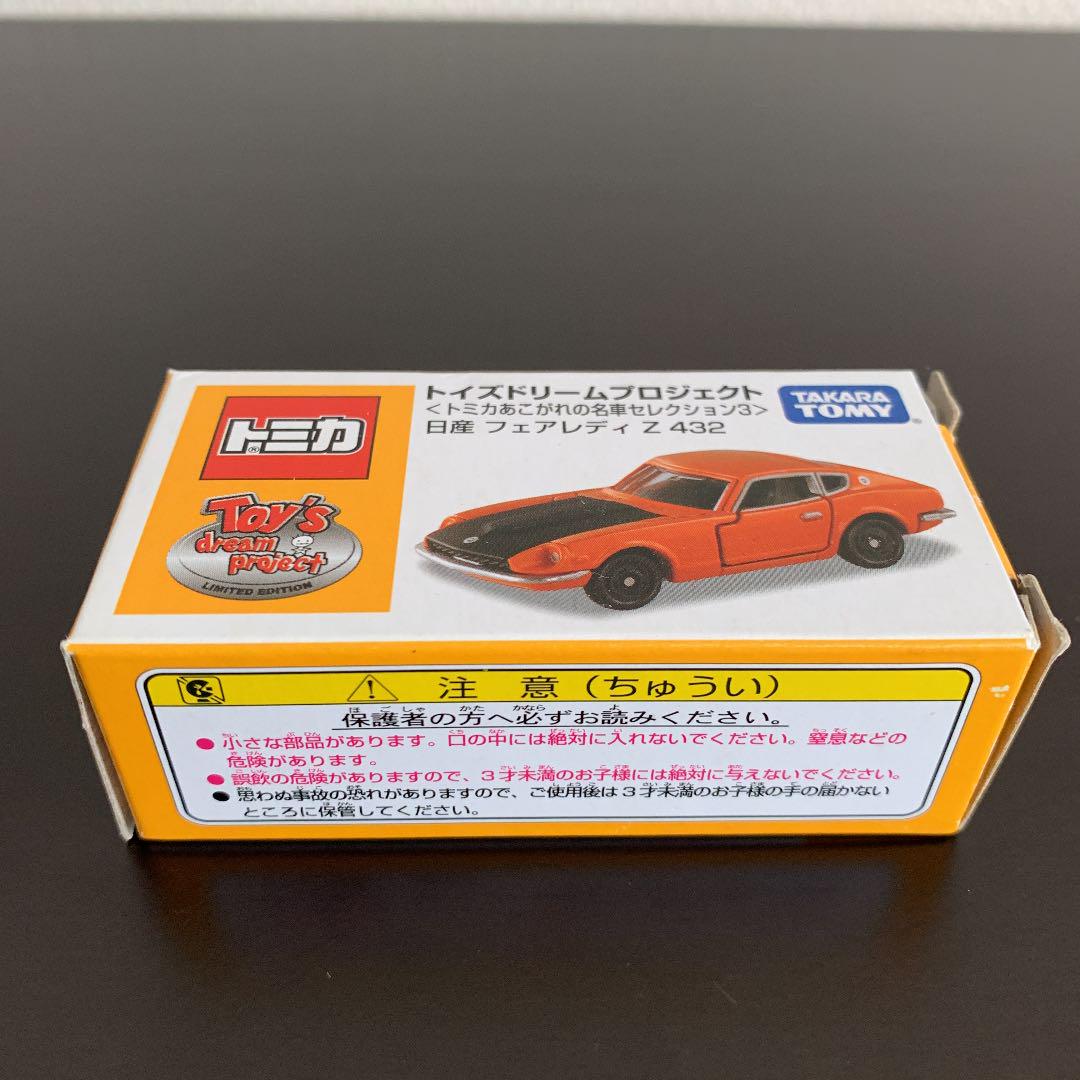 トミカ®
Toy's
dream
project
LIMITED EDITION
トイズドリームプロジェクト
<トミカあこがれの名車セレクション3>
日産 フェアレディ Z 432
TAKARA
TOMY®
⚠ 注意(ちゅうい)
保護者の方へ必ずお読みください。
● 小さな部品があります。口の中には絶対に入れないでください。窒息などの
危険があります。
● 誤飲の危険がありますので、3才未満のお子様には絶対に与えないでください。
● 思わぬ事故の恐れがありますので、ご使用後は3才未満のお子様の手の届かない
ところに保管してください。